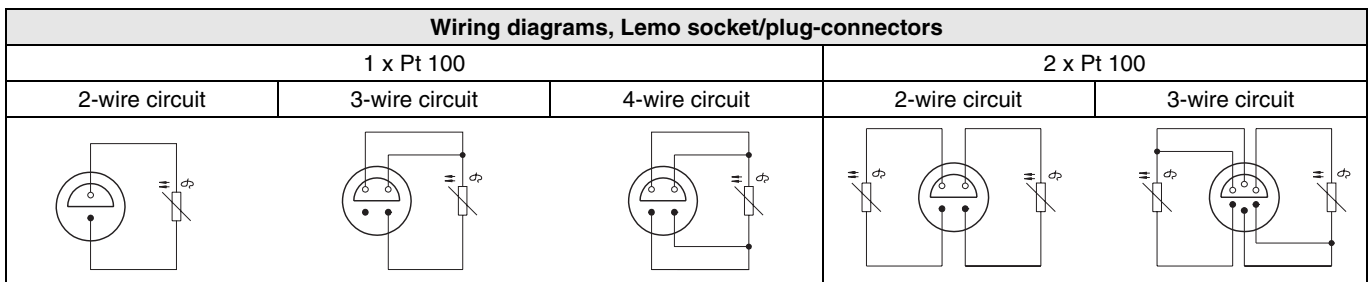 Wiring diagrams, Lemo socket/plug-connectors
1 x Pt 100
2 x Pt 100
2-wire circuit
3-wire circuit
4-wire circuit
2-wire circuit
3-wire circuit
ϑ
ϑ
ϑ
ϑ
ϑ
ϑ
ϑ